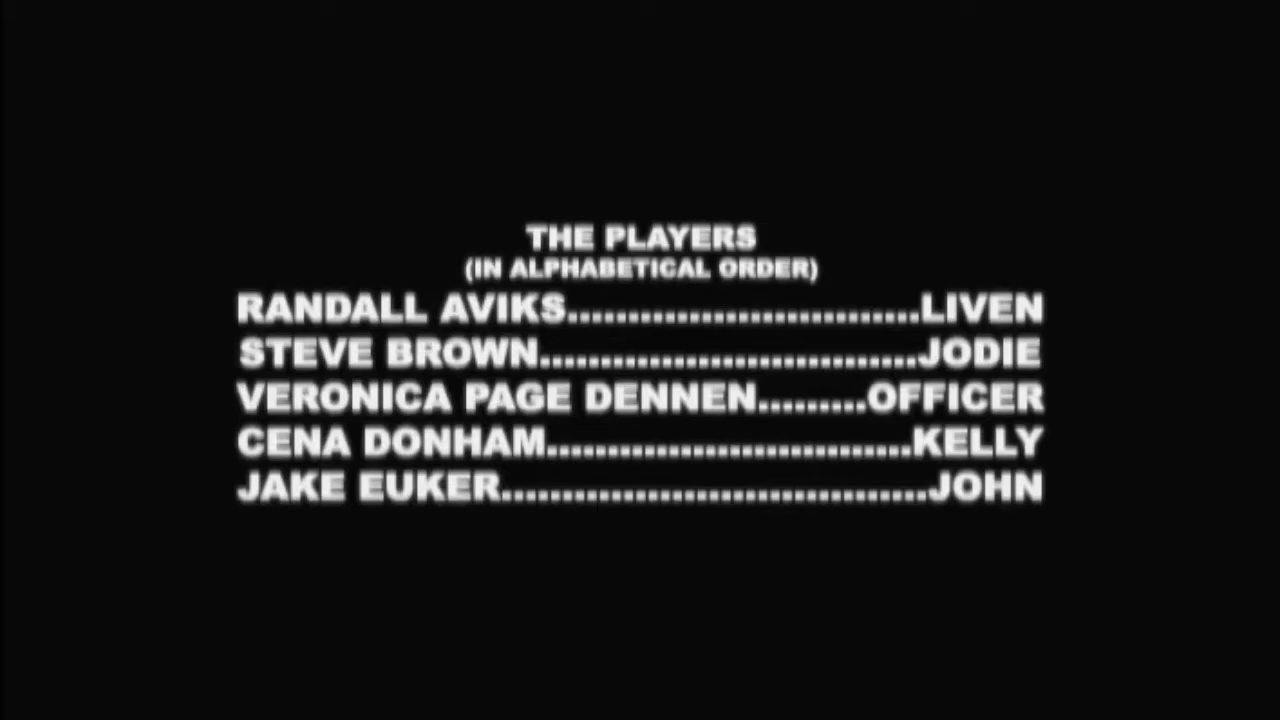 THE PLAYERS
(IN ALPHABETICAL ORDER)
RANDALL AVIKS.............................LIVEN
STEVE BROWN...............................JODIE
VERONICA PAGE DENNEN.........OFFICER
CENA DONHAM..............................KELLY
JAKE EUKER...................................JOHN